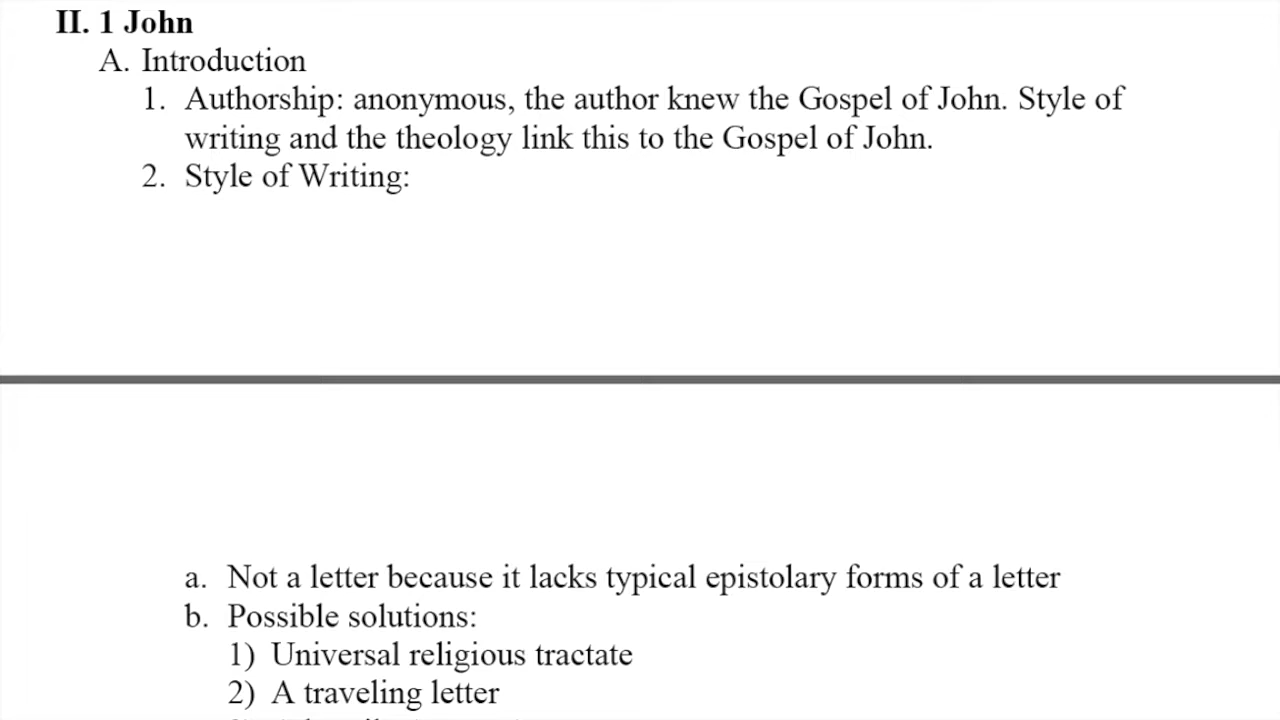 II. 1 John
A. Introduction
1. Authorship: anonymous, the author knew the Gospel of John. Style of
writing and the theology link this to the Gospel of John.
2. Style of Writing:
a. Not a letter because it lacks typical epistolary forms of a letter
b. Possible solutions:
1) Universal religious tractate
2) A traveling letter